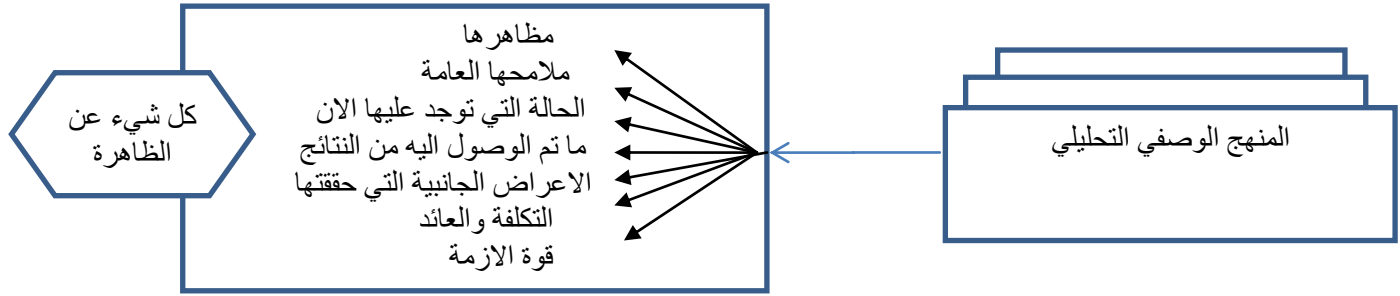 المنهج الوصفي التحليلي
مظاهرها
ملامحها العامة
الحالة التي توجد عليها الان
ما تم الوصول اليه من النتائج
الاعراض الجانبية التي حققتها
التكلفة والعائد
قوة الازمة
كل شيء عن
الظاهرة